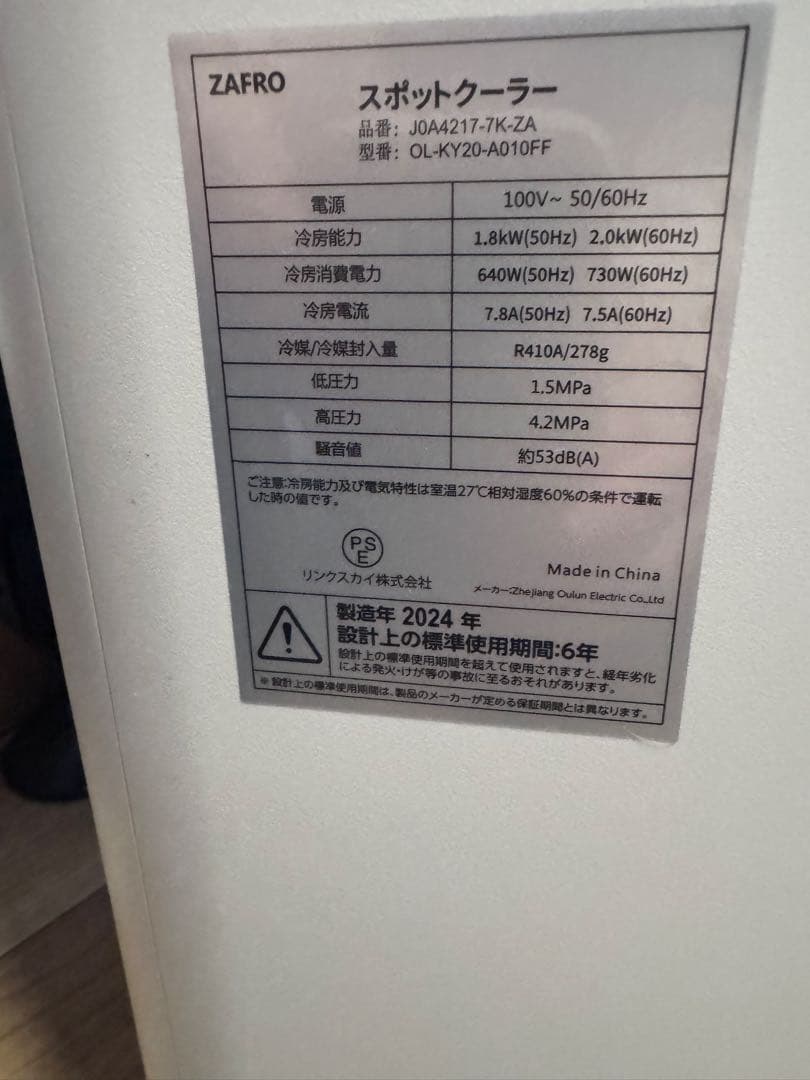 ZAFRO
スポットクーラー
品番: J0A4217-7K-ZA
型番: OL-KY20-A010FF
電源 100V~ 50/60Hz
冷房能力 1.8kW(50Hz) 2.0kW(60Hz)
冷房消費電力 640W(50Hz) 730W(60Hz)
冷房電流 7.8A(50Hz) 7.5A(60Hz)
冷媒/冷媒封入量 R410A/278g
低圧力 1.5MPa
高圧力 4.2MPa
騒音値 約53dB(A)
ご注意:冷房能力及び電気特性は室温27℃相対湿度60%の条件で運転
した時の値です。
PS
E
リンクスカイ株式会社
Made in China
メーカー:Zhejiang Oulun Electric Co.,Ltd
製造年 2024 年
設計上の標準使用期間:6年
設計上の標準使用期間を超えて使用されますと、経年劣化
による発火・けが等の事故に至るおそれがあります。
※設計上の標準使用期間は、製品のメーカーが定める保証期間とは異なります。